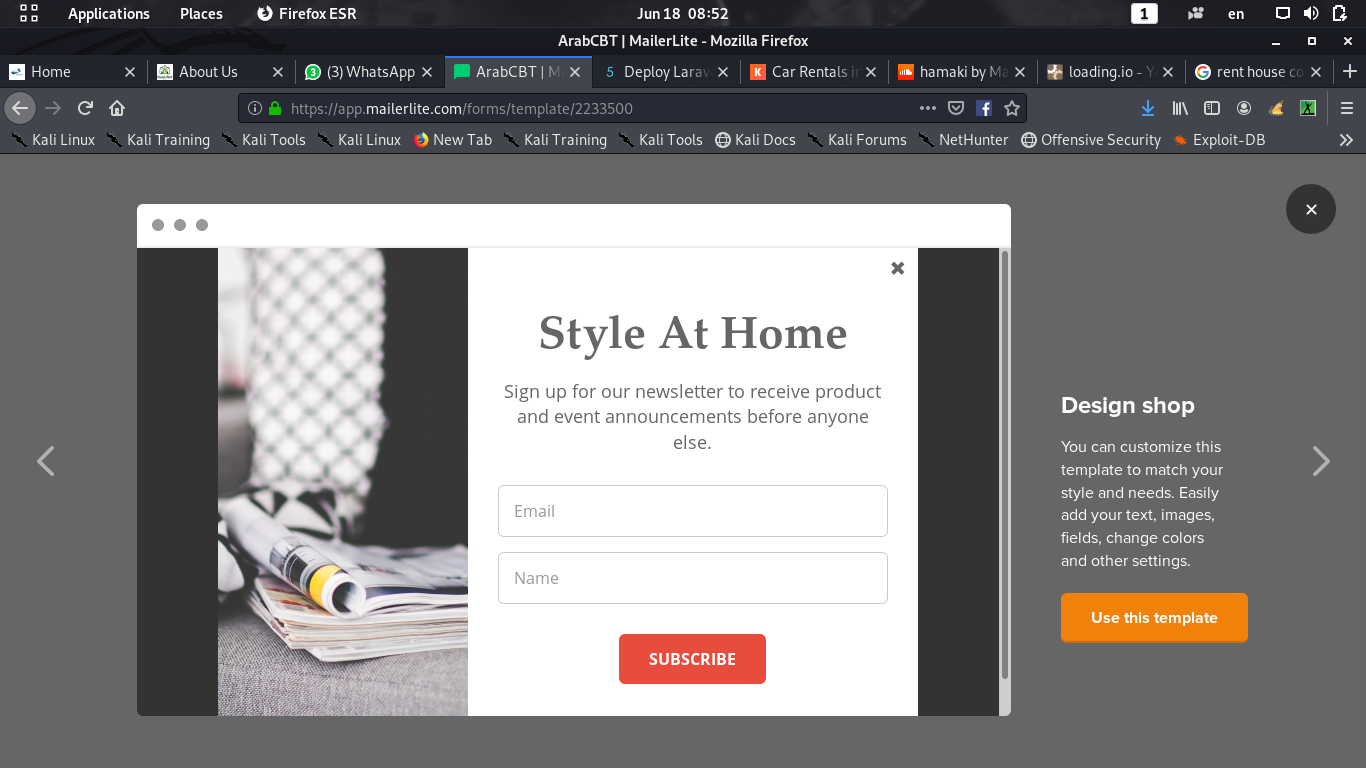 Applications Places Firefox ESR Jun 18 08:52 1 en
ArabCBT | MailerLite - Mozilla Firefox
Home About Us (3) WhatsApp ArabCBT | M 5 Deploy Larav Car Rentals i hamaki by Ma loading.io - Y rent house co
https://app.mailerlite.com/forms/template/2233500
Kali Linux Kali Training Kali Tools Kali Linux New Tab Kali Training Kali Tools Kali Docs Kali Forums NetHunter Offensive Security Exploit-DB
Style At Home
Sign up for our newsletter to receive product
and event announcements before anyone
else.
Email
Name
SUBSCRIBE
Design shop
You can customize this
template to match your
style and needs. Easily
add your text, images,
fields, change colors
and other settings.
Use this template